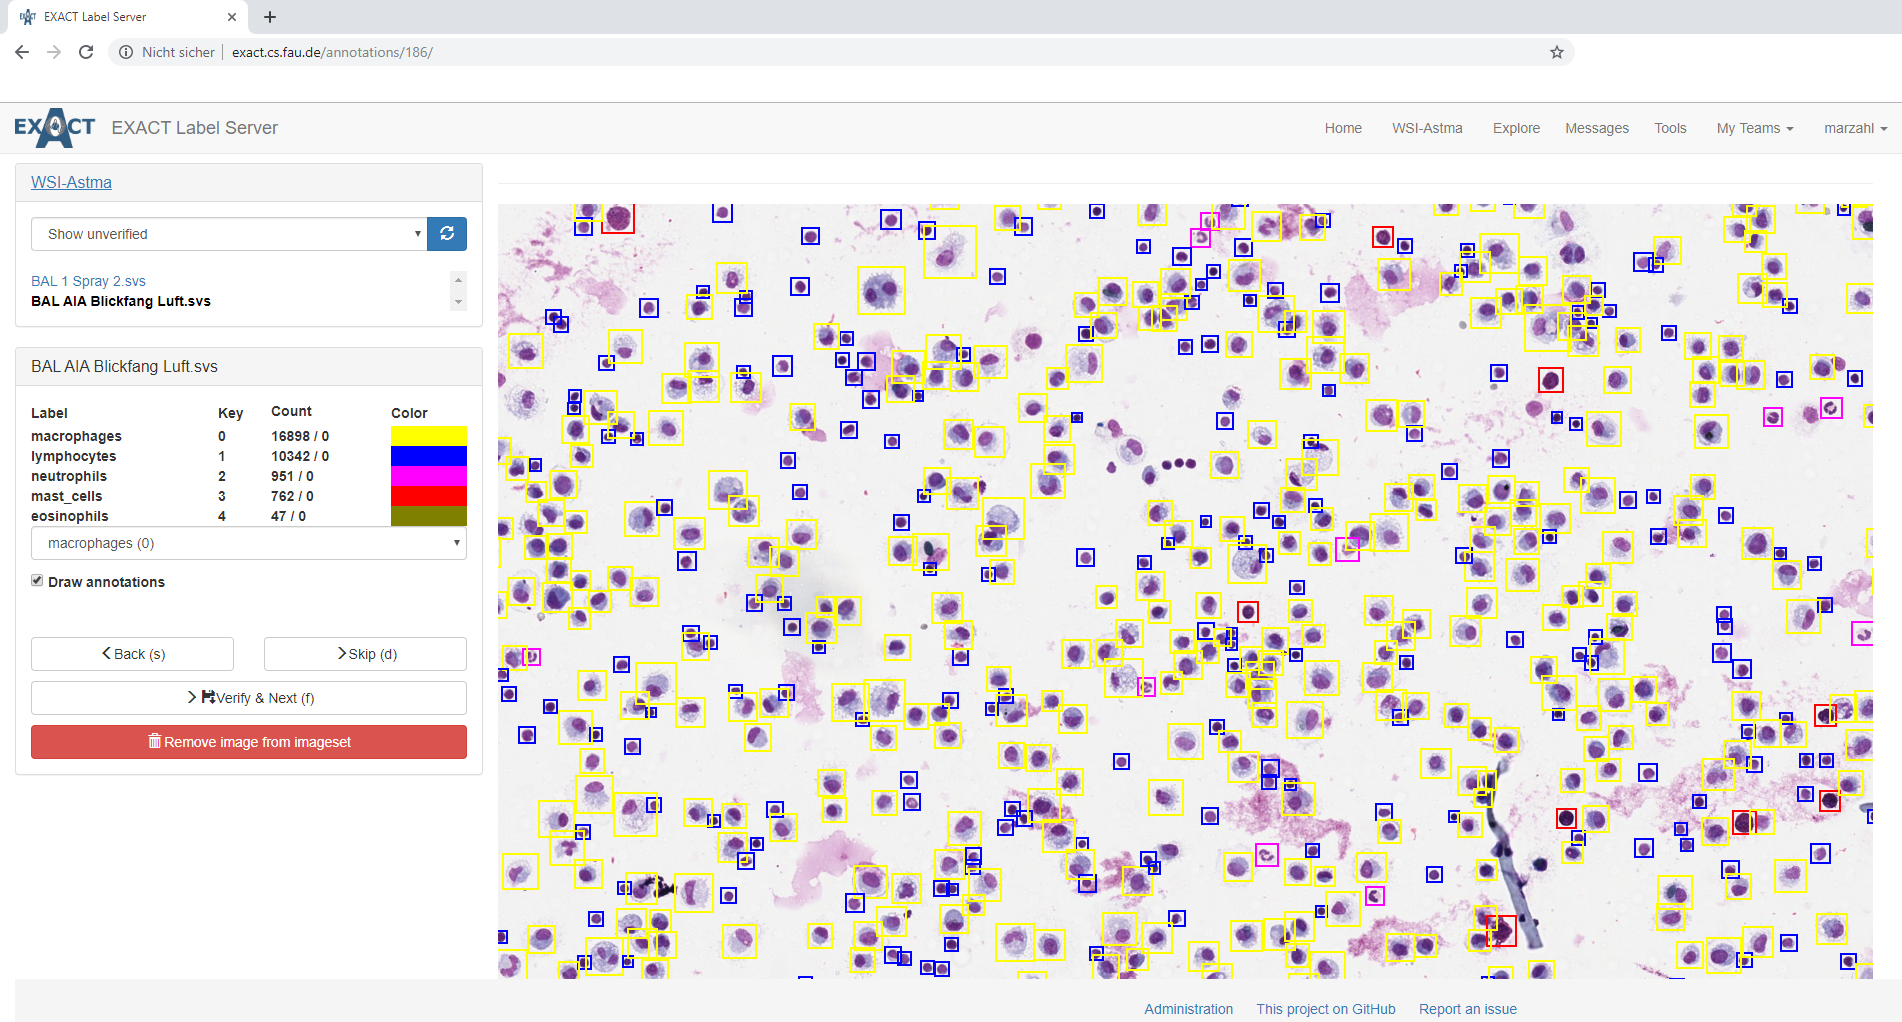 EXACT Label Server
Nicht sicher exact.cs.fau.de/annotations/186/
EXACT EXACT Label Server Home WSI-Astma Explore Messages Tools My Teams marzahl
WSI-Astma
Show unverified
BAL 1 Spray 2.svs
BAL AIA Blickfang Luft.svs
BAL AIA Blickfang Luft.svs
Label Key Count Color
macrophages 0 16898 / 0
lymphocytes 1 10342 / 0
neutrophils 2 951 / 0
mast_cells 3 762 / 0
eosinophils 4 47 / 0
macrophages (0)
Draw annotations
Back (s) Skip (d)
Verify & Next (f)
Remove image from imageset
Administration This project on GitHub Report an issue